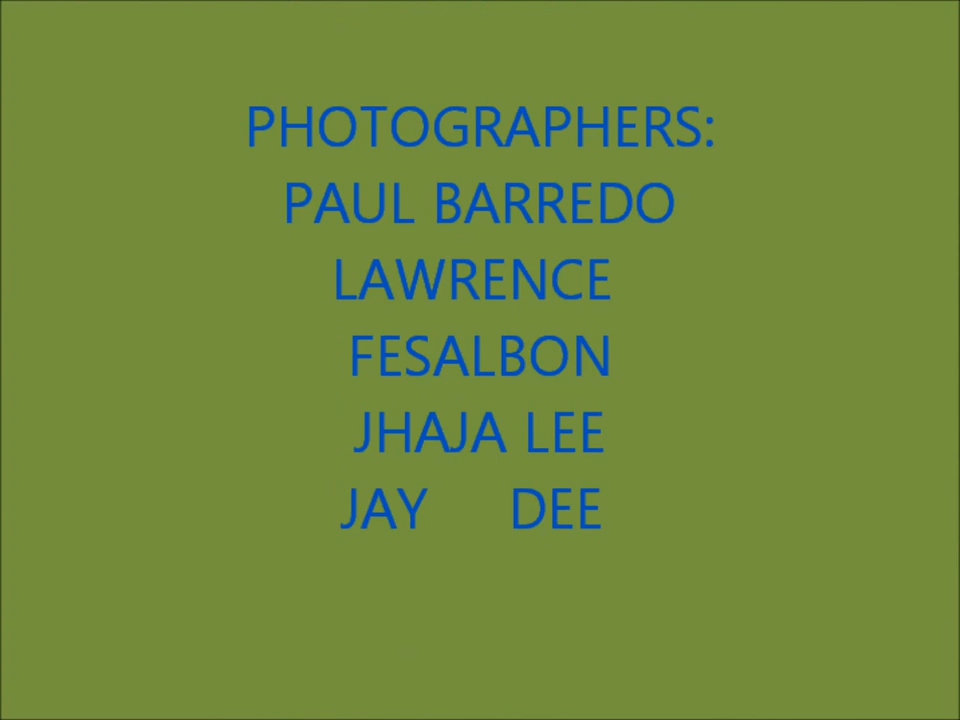 PHOTOGRAPHERS:
PAUL BARREDO
LAWRENCE
FESALBON
JHAJA LEE
JAY DEE